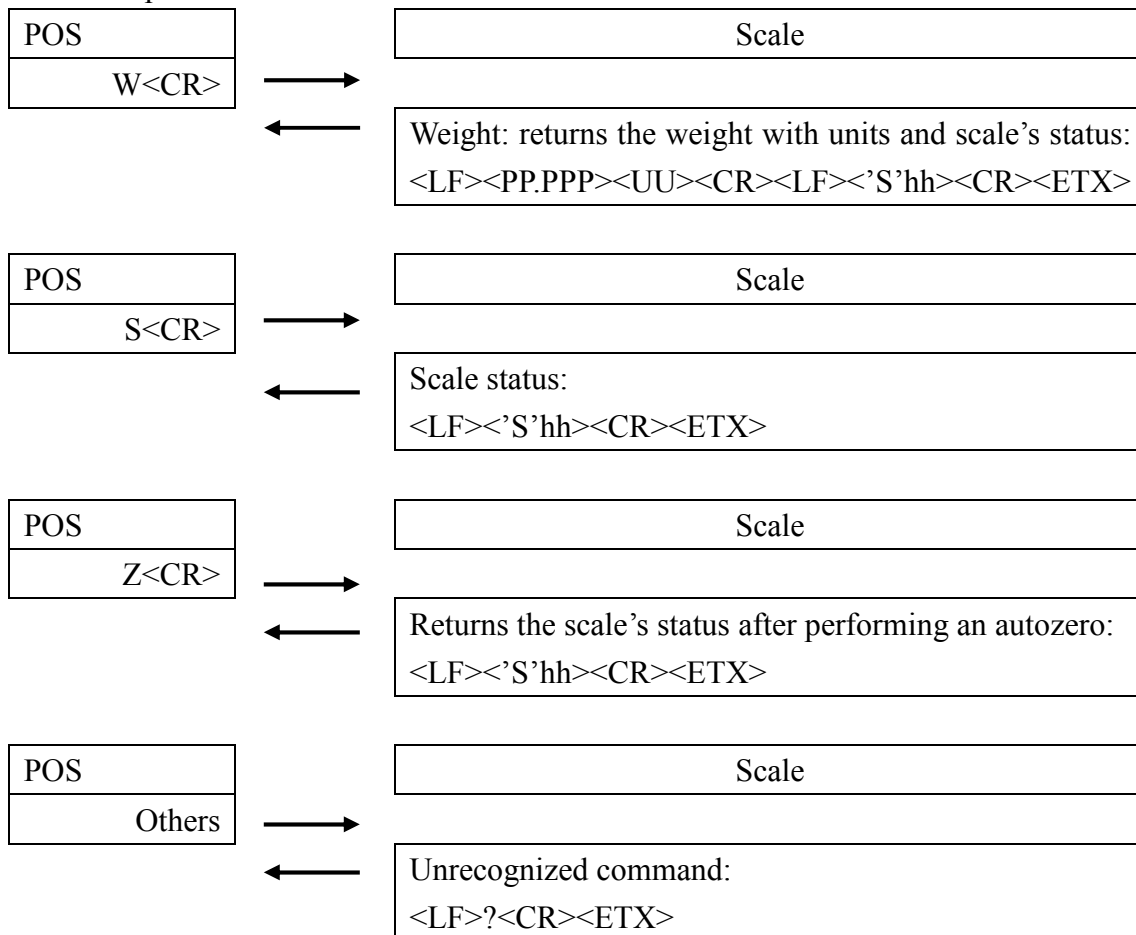 POS
Scale
W<CR>
Weight: returns the weight with units and scale’s status:
<LF><PP.PPP><UU><CR><LF><’S’hh><CR><ETX>
POS
Scale
S<CR>
Scale status:
<LF><’S’hh><CR><ETX>
POS
Scale
Z<CR>
Returns the scale’s status after performing an autozero:
<LF><’S’hh><CR><ETX>
POS
Scale
Others
Unrecognized command:
<LF>?<CR><ETX>